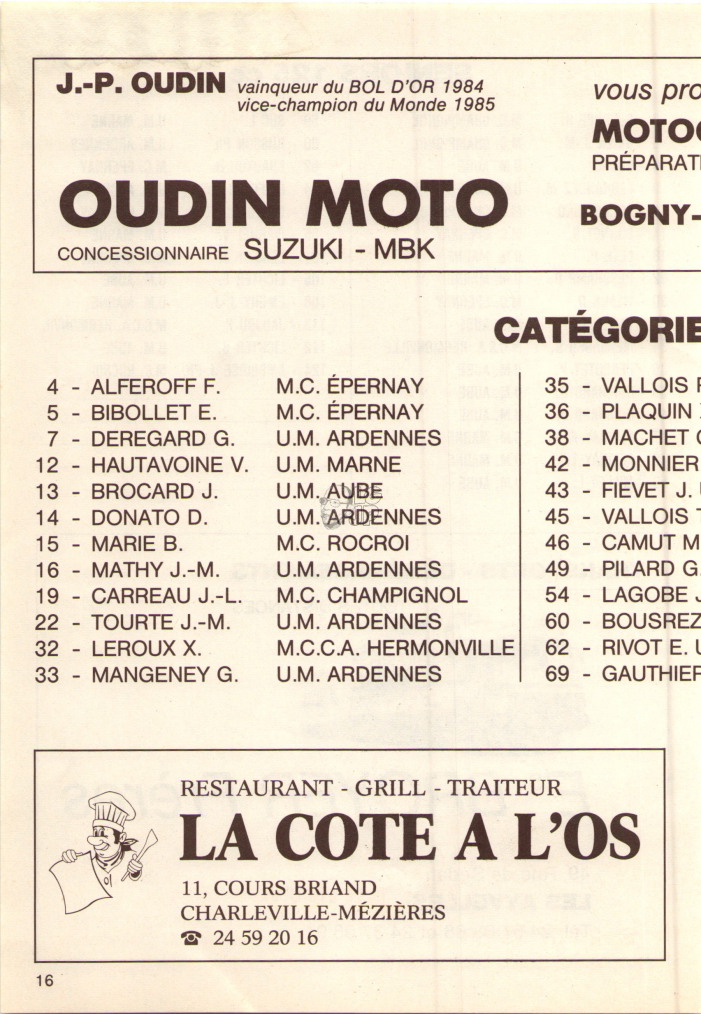 J.-P. OUDIN vainqueur du BOL D'OR 1984
vice-champion du Monde 1985
OUDIN MOTO
CONCESSIONNAIRE SUZUKI - MBK
vous pro
MOTO
PRÉPARATI
BOGNY-
CATÉGORIE
4 - ALFEROFF F. M.C. ÉPERNAY
5 - BIBOLLET E. M.C. ÉPERNAY
7 - DEREGARD G. U.M. ARDENNES
12 - HAUTAVOINE V. U.M. MARNE
13 - BROCARD J. U.M. AUBE
14 - DONATO D. U.M. ARDENNES
15 - MARIE B. M.C. ROCROI
16 - MATHY J.-M. U.M. ARDENNES
19 - CARREAU J.-L. M.C. CHAMPIGNOL
22 - TOURTE J.-M. U.M. ARDENNES
32 - LEROUX X. M.C.C.A. HERMONVILLE
33 - MANGENEY G. U.M. ARDENNES
35 - VALLOIS
36 - PLAQUIN
38 - MACHET
42 - MONNIER
43 - FIEVET J.
45 - VALLOIS
46 - CAMUT M
49 - PILARD G.
54 - LAGOBE J
60 - BOUSREZ
62 - RIVOT E. U
69 - GAUTHIER
RESTAURANT - GRILL - TRAITEUR
LA COTE A L'OS
11, COURS BRIAND
CHARLEVILLE-MÉZIÈRES
☎ 24 59 20 16
16